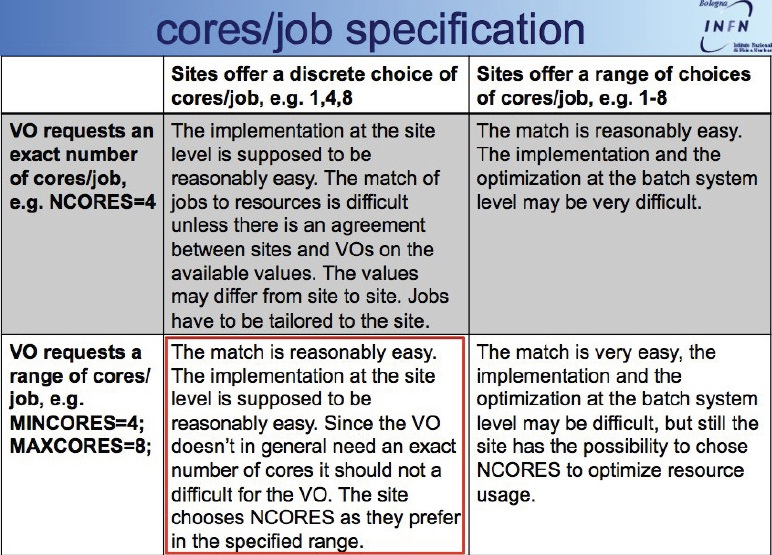 cores/job specification
Bologna
INFN
Sites offer a discrete choice of
cores/job, e.g. 1,4,8
Sites offer a range of choices
of cores/job, e.g. 1-8
VO requests an
exact number
of cores/job,
e.g. NCORES=4
The implementation at the site
level is supposed to be
reasonably easy. The match of
jobs to resources is difficult
unless there is an agreement
between sites and VOs on the
available values. The values
may differ from site to site. Jobs
have to be tailored to the site.
The match is reasonably easy.
The implementation and the
optimization at the batch system
level may be very difficult.
VO requests a
range of cores/
job, e.g.
MINCORES=4;
MAXCORES=8;
The match is reasonably easy.
The implementation at the site
level is supposed to be
reasonably easy. Since the VO
doesn't in general need an exact
number of cores it should not a
difficult for the VO. The site
chooses NCORES as they prefer
in the specified range.
The match is very easy, the
implementation and the
optimization at the batch system
level may be difficult, but still the
site has the possibility to chose
NCORES to optimize resource
usage.